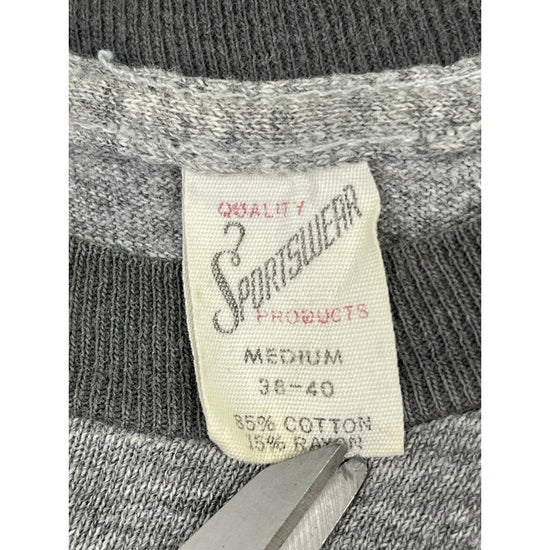 QUALITY
SPORTSWEAR
PRODUCTS
MEDIUM
38-40
85% COTTON
15% RAYON